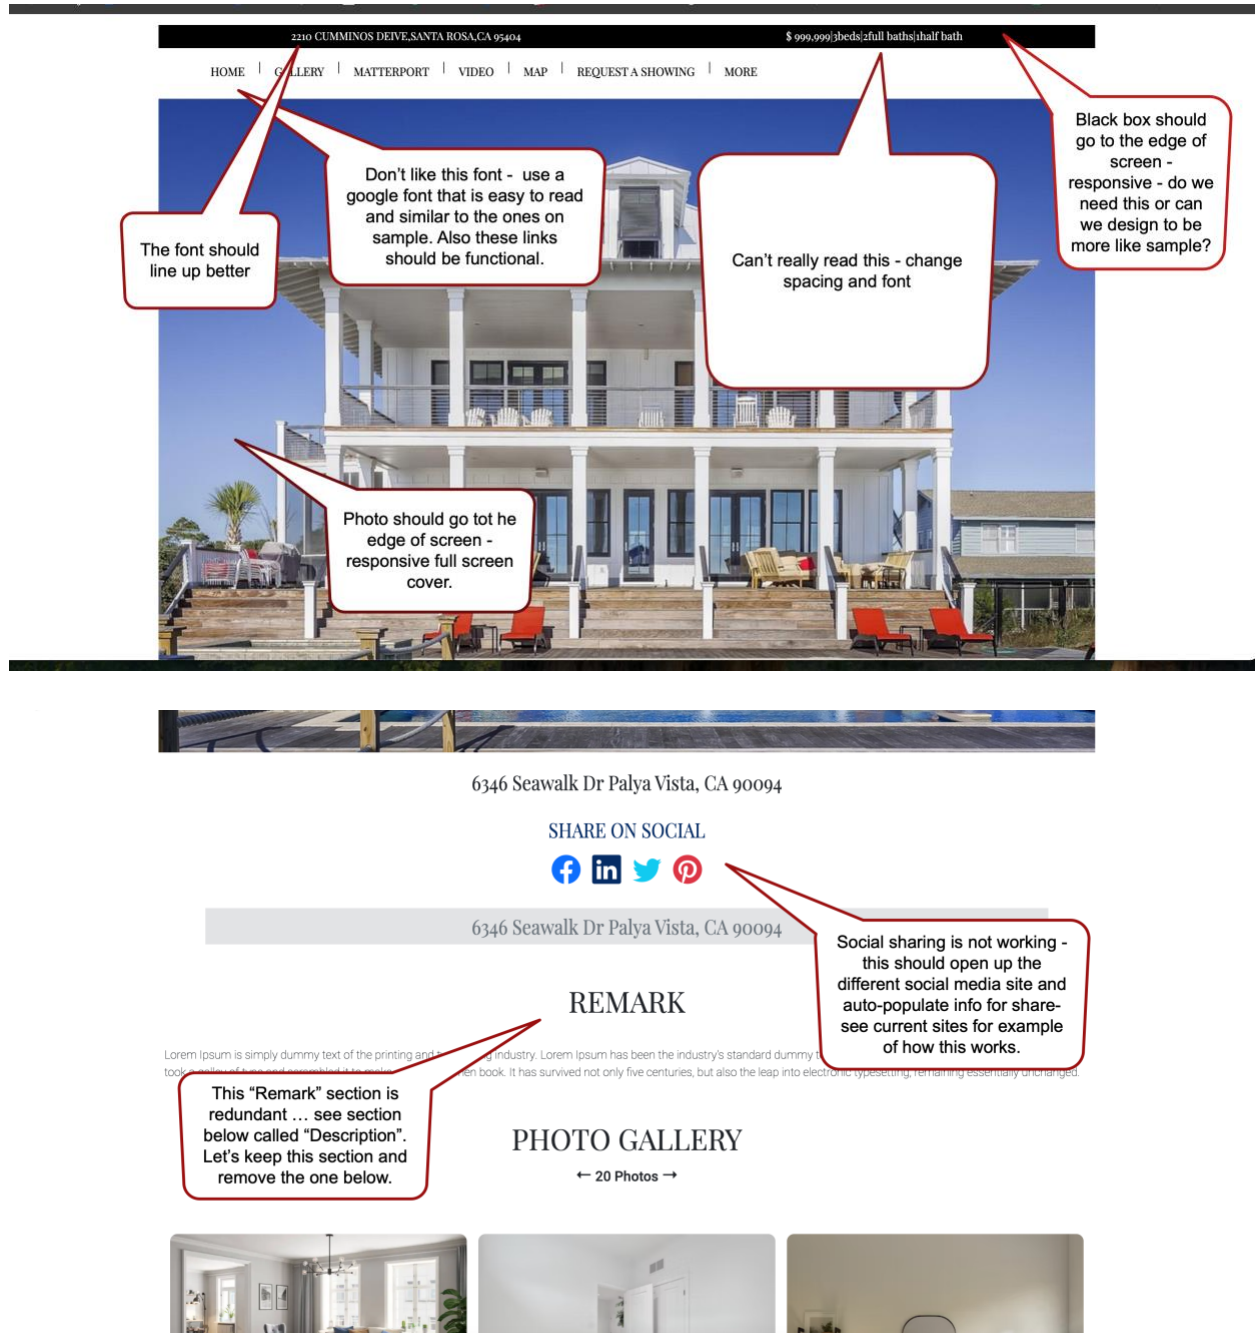 2210 CUMMINOS DEIVE,SANTA ROSA,CA 95404
$ 999,999|3beds|2full baths|1half bath
HOME | GALLERY | MATTERPORT | VIDEO | MAP | REQUEST A SHOWING | MORE
The font should
line up better
Don't like this font - use a
google font that is easy to read
and similar to the ones on
sample. Also these links
should be functional.
Can't really read this - change
spacing and font
Black box should
go to the edge of
screen -
responsive - do we
need this or can
we design to be
more like sample?
Photo should go tot he
edge of screen -
responsive full screen
cover.
6346 Seawalk Dr Palya Vista, CA 90094
SHARE ON SOCIAL
f in p
6346 Seawalk Dr Palya Vista, CA 90094
Social sharing is not working -
this should open up the
different social media site and
auto-populate info for share-
see current sites for example
of how this works.
REMARK
Lorem Ipsum is simply dummy text of the printing and industry. Lorem Ipsum has been the industry's standard dummy
book. It has survived not only five centuries, but also the leap into electronic typesetting, remaining essentially unchanged.
This "Remark" section is
redundant … see section
below called "Description".
Let's keep this section and
remove the one below.
PHOTO GALLERY
← 20 Photos →